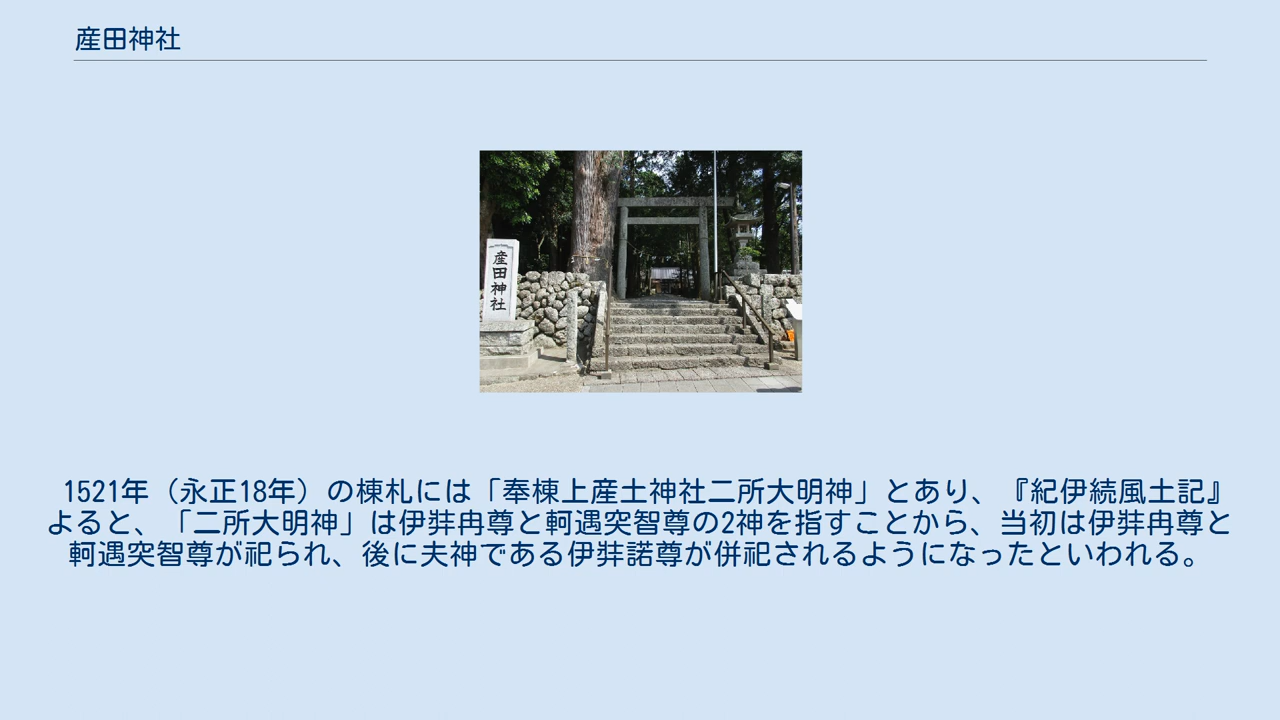 産田神社
産田神社
1521年（永正18年）の棟札には「奉棟上産土神社二所大明神」とあり、『紀伊続風土記』
よると、「二所大明神」は伊弉冉尊と軻遇突智尊の2神を指すことから、当初は伊弉冉尊と
軻遇突智尊が祀られ、後に夫神である伊弉諾尊が併祀されるようになったといわれる。